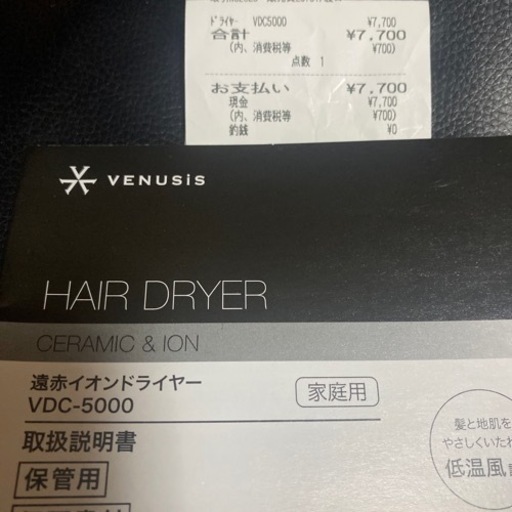 ﾄﾞﾗｲﾔｰ VDC5000 ¥7,700
合計 ¥7,700
(内、消費税等 ¥700)
点数 1
お支払い ¥7,700
現金 ¥7,700
(内、消費税等 ¥700)
釣銭 ¥0
VENUSiS
HAIR DRYER
CERAMIC & ION
遠赤イオンドライヤー
家庭用
VDC-5000
取扱説明書
保管用
髪と地肌を
やさしくいたわ
低温風